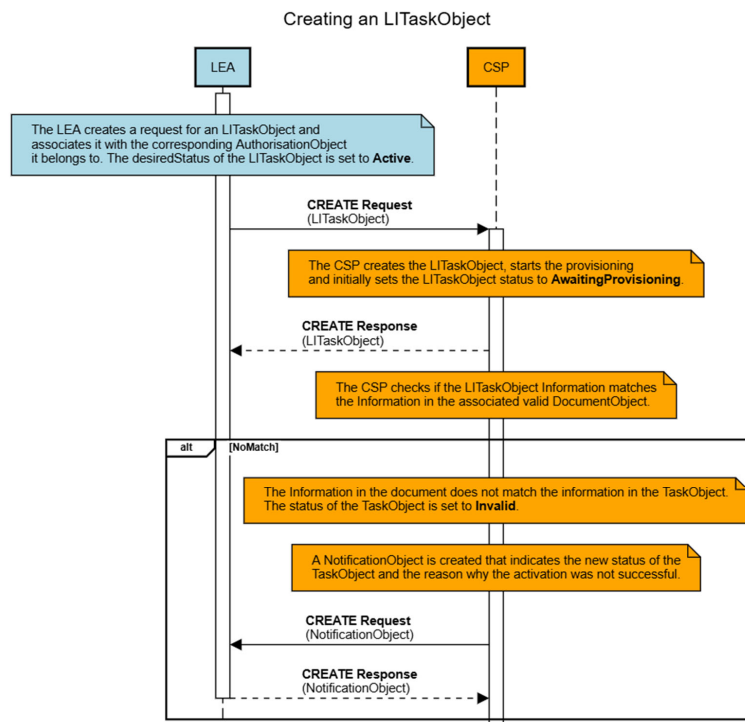 Creating an LITaskObject
LEA
CSP
The LEA creates a request for an LITaskObject and
associates it with the corresponding AuthorisationObject
it belongs to. The desiredStatus of the LITaskObject is set to Active.
CREATE Request
(LITaskObject)
The CSP creates the LITaskObject, starts the provisioning
and initially sets the LITaskObject status to AwaitingProvisioning.
CREATE Response
(LITaskObject)
The CSP checks if the LITaskObject Information matches
the Information in the associated valid DocumentObject.
alt
[NoMatch]
The Information in the document does not match the information in the TaskObject.
The status of the TaskObject is set to Invalid.
A NotificationObject is created that indicates the new status of the
TaskObject and the reason why the activation was not successful.
CREATE Request
(NotificationObject)
CREATE Response
(NotificationObject)